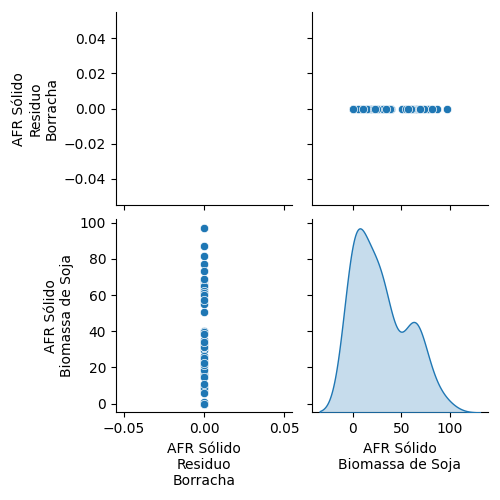 AFR Sólido
Residuo
Borracha
0.04
0.02
0.00
−0.02
−0.04
AFR Sólido
Biomassa de Soja
100
80
60
40
20
0
−0.05
0.00
0.05
0
50
100
AFR Sólido
Residuo
Borracha
AFR Sólido
Biomassa de Soja